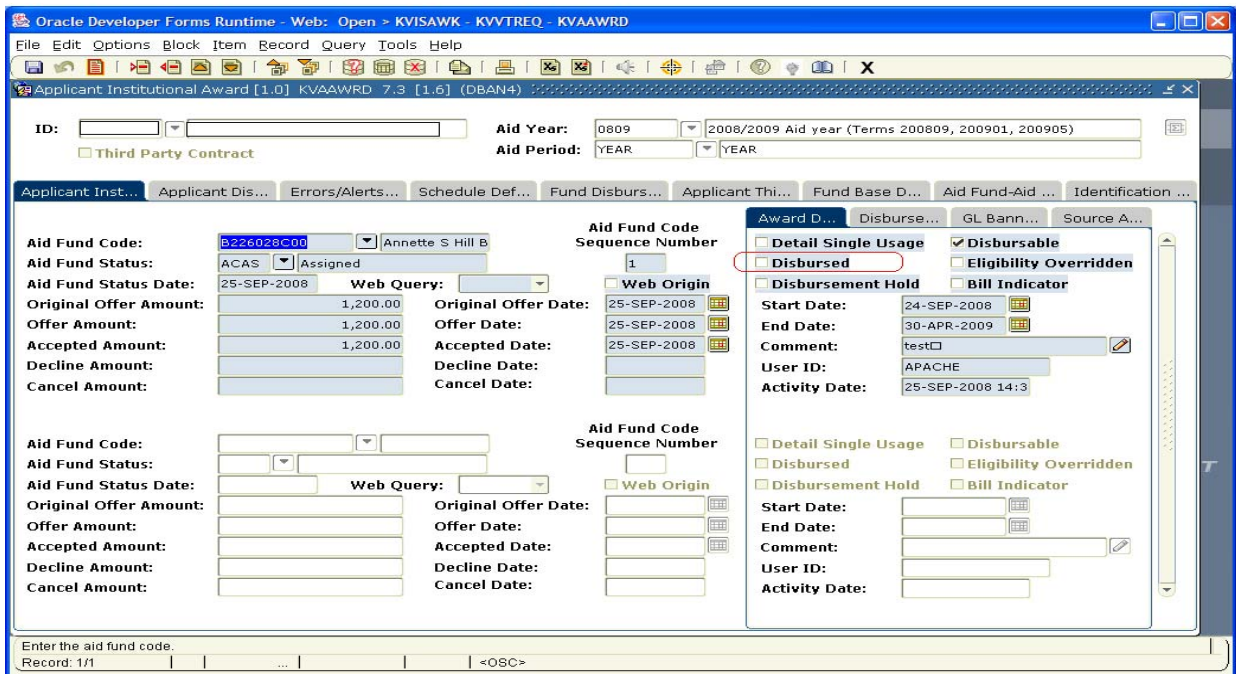 Oracle Developer Forms Runtime - Web: Open > KVISAWK - KVVTREQ - KVAAWRD
File Edit Options Block Item Record Query Tools Help
Applicant Institutional Award [1.0] KVAAWRD 7.3 [1.6] (DBAN4)
ID: Aid Year: 0809 2008/2009 Aid year (Terms 200809, 200901, 200905)
Third Party Contract Aid Period: YEAR YEAR
Applicant Inst... Applicant Dis... Errors/Alerts... Schedule Def... Fund Disburs... Applicant Thi... Fund Base D... Aid Fund-Aid ... Identification ...
Award D... Disburse... GL Bann... Source A...
Aid Fund Code
Aid Fund Code: B226028C00 Annette S Hill B Sequence Number Detail Single Usage Disbursable
Aid Fund Status: ACAS Assigned 1 Disbursed Eligibility Overridden
Aid Fund Status Date: 25-SEP-2008 Web Query: Web Origin Disbursement Hold Bill Indicator
Original Offer Amount: 1,200.00 Original Offer Date: 25-SEP-2008 Start Date: 24-SEP-2008
Offer Amount: 1,200.00 Offer Date: 25-SEP-2008 End Date: 30-APR-2009
Accepted Amount: 1,200.00 Accepted Date: 25-SEP-2008 Comment: test
Decline Amount: Decline Date: User ID: APACHE
Cancel Amount: Cancel Date: Activity Date: 25-SEP-2008 14:3
Aid Fund Code
Aid Fund Code: Sequence Number Detail Single Usage Disbursable
Aid Fund Status: Disbursed Eligibility Overridden
Aid Fund Status Date: Web Query: Web Origin Disbursement Hold Bill Indicator
Original Offer Amount: Original Offer Date: Start Date:
Offer Amount: Offer Date: End Date:
Accepted Amount: Accepted Date: Comment:
Decline Amount: Decline Date: User ID:
Cancel Amount: Cancel Date: Activity Date:
Enter the aid fund code.
Record: 1/1 ... <OSC>